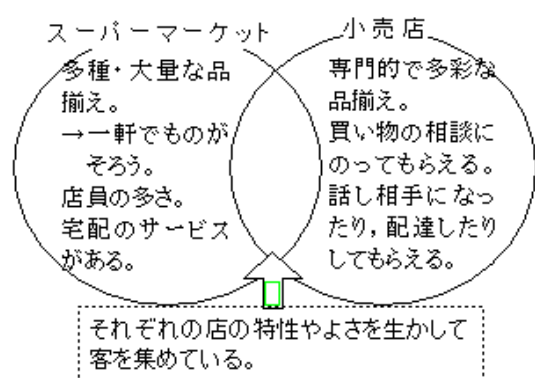 スーパーマーケット
多種・大量な品
揃え。
→一軒でものが
そろう。
店員の多さ。
宅配のサービス
がある。
小売店
専門的で多彩な
品揃え。
買い物の相談に
のってもらえる。
話し相手になっ
たり,配達したり
してもらえる。
それぞれの店の特性やよさを生かして
客を集めている。